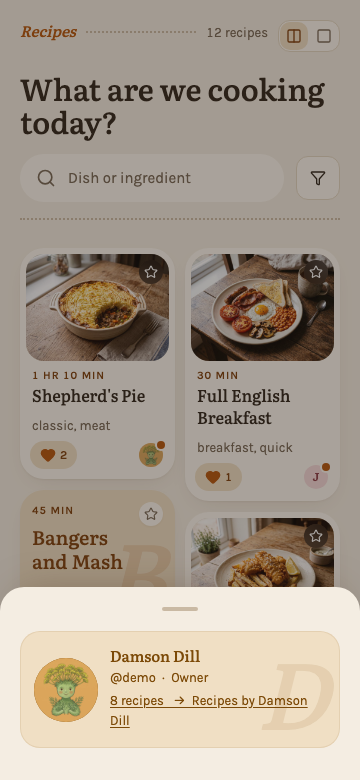 Recipes
12 recipes
What are we cooking
today?
Dish or ingredient
1 HR 10 MIN
Shepherd's Pie
classic, meat
2
30 MIN
Full English
Breakfast
breakfast, quick
1
J
45 MIN
Bangers
and Mash
B
Damson Dill
@demo · Owner
8 recipes → Recipes by Damson
Dill
D